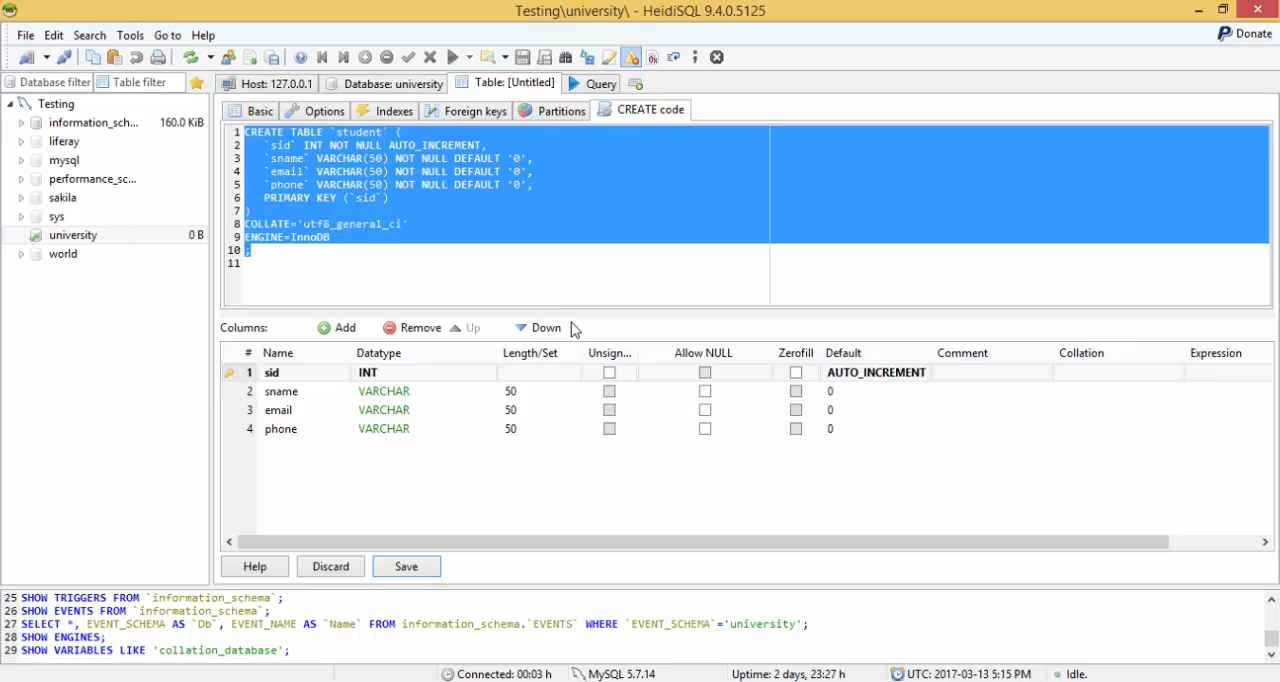 Testing\university\ - HeidiSQL 9.4.0.5125
File Edit Search Tools Go to Help
Donate
Database filter Table filter Host: 127.0.0.1 Database: university Table: [Untitled] Query
Testing
information_sch... 160.0 KiB
liferay
mysql
performance_sc...
sakila
sys
university 0 B
world
Basic Options Indexes Foreign keys Partitions CREATE code
1 CREATE TABLE `student` (
2 `sid` INT NOT NULL AUTO_INCREMENT,
3 `sname` VARCHAR(50) NOT NULL DEFAULT '0',
4 `email` VARCHAR(50) NOT NULL DEFAULT '0',
5 `phone` VARCHAR(50) NOT NULL DEFAULT '0',
6 PRIMARY KEY (`sid`)
7 )
8 COLLATE='utf8_general_ci'
9 ENGINE=InnoDB
10 ;
11
Columns: Add Remove Up Down
# Name Datatype Length/Set Unsign... Allow NULL Zerofill Default Comment Collation Expression
1 sid INT AUTO_INCREMENT
2 sname VARCHAR 50 0
3 email VARCHAR 50 0
4 phone VARCHAR 50 0
Help Discard Save
25 SHOW TRIGGERS FROM `information_schema`;
26 SHOW EVENTS FROM `information_schema`;
27 SELECT *, EVENT_SCHEMA AS `Db`, EVENT_NAME AS `Name` FROM information_schema.`EVENTS` WHERE `EVENT_SCHEMA`='university';
28 SHOW ENGINES;
29 SHOW VARIABLES LIKE 'collation_database';
Connected: 00:03 h MySQL 5.7.14 Uptime: 2 days, 23:27 h UTC: 2017-03-13 5:15 PM Idle.